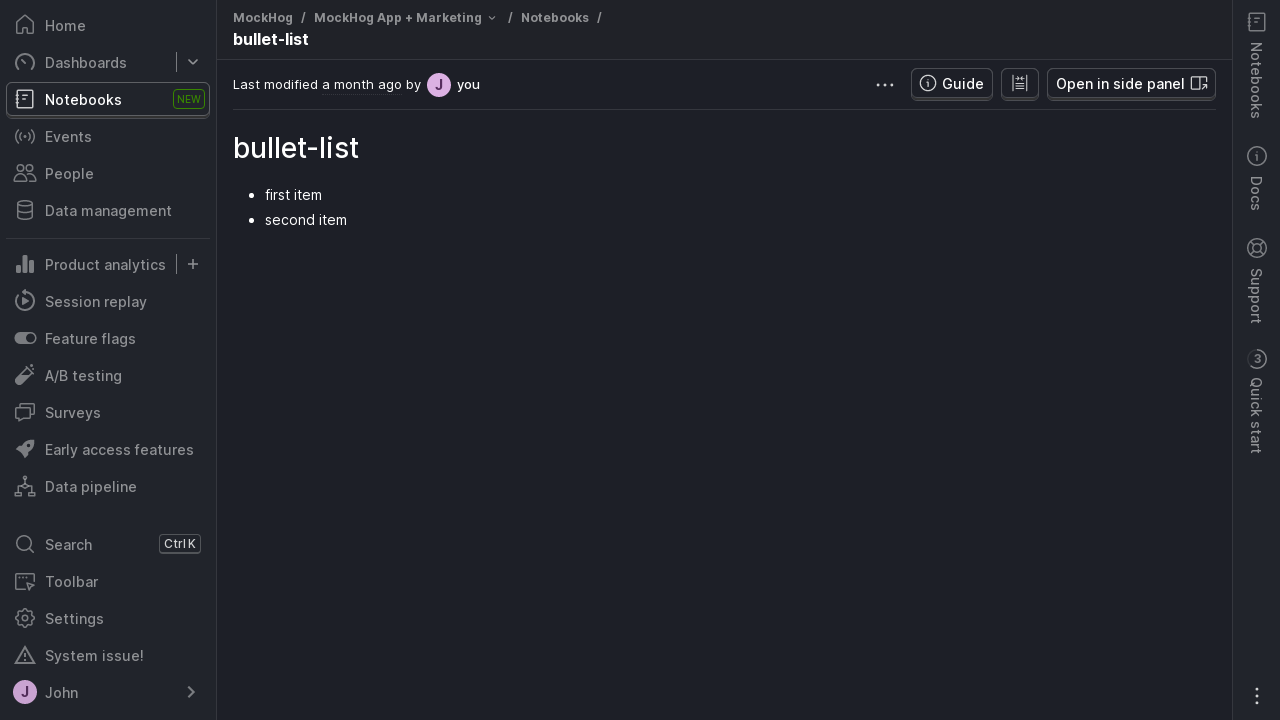 Home
Dashboards
Notebooks NEW
Events
People
Data management
Product analytics
Session replay
Feature flags
A/B testing
Surveys
Early access features
Data pipeline
Search Ctrl K
Toolbar
Settings
System issue!
J John
MockHog / MockHog App + Marketing / Notebooks /
bullet-list
Last modified a month ago by J you
Guide
Open in side panel
bullet-list
first item
second item
Notebooks
Docs
Support
3
Quick start